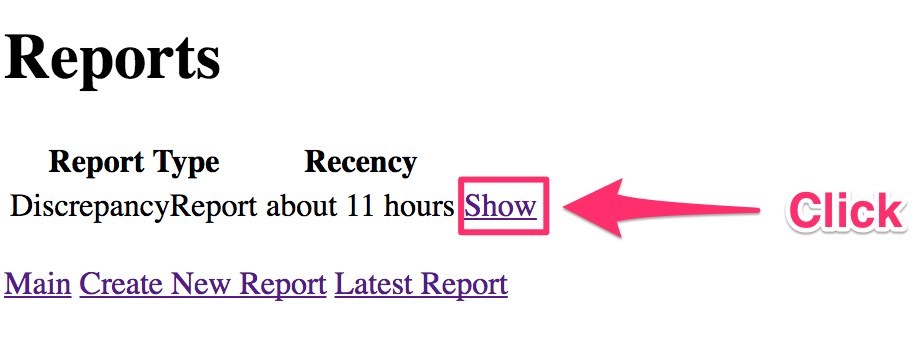 Reports
Report Type Recency
DiscrepancyReport about 11 hours Show Click
Main Create New Report Latest Report